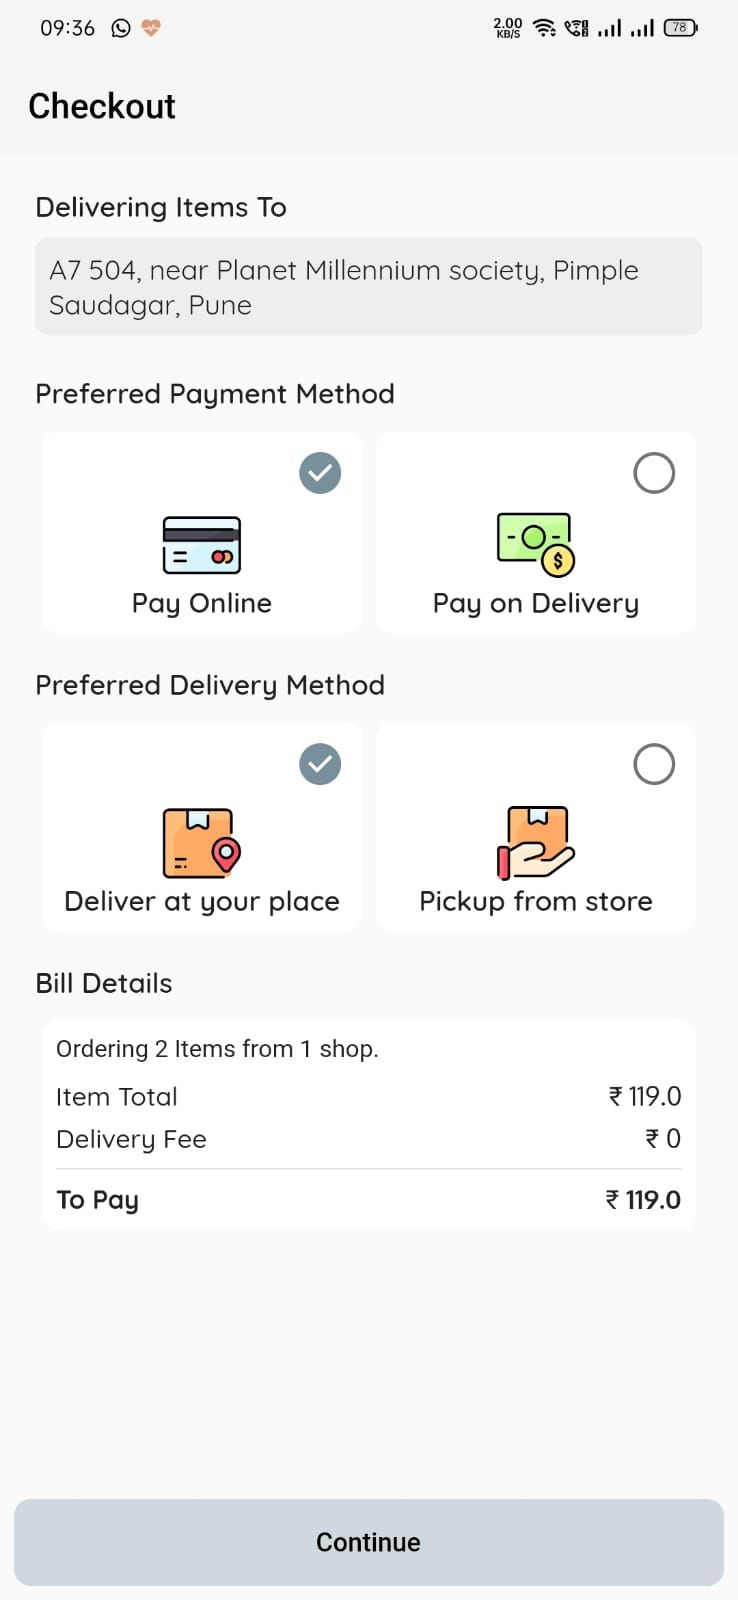 09:36 2.00 KB/S 78
Checkout
Delivering Items To
A7 504, near Planet Millennium society, Pimple
Saudagar, Pune
Preferred Payment Method
Pay Online
$
Pay on Delivery
Preferred Delivery Method
Deliver at your place
Pickup from store
Bill Details
Ordering 2 Items from 1 shop.
Item Total ₹ 119.0
Delivery Fee ₹ 0
To Pay ₹ 119.0
Continue